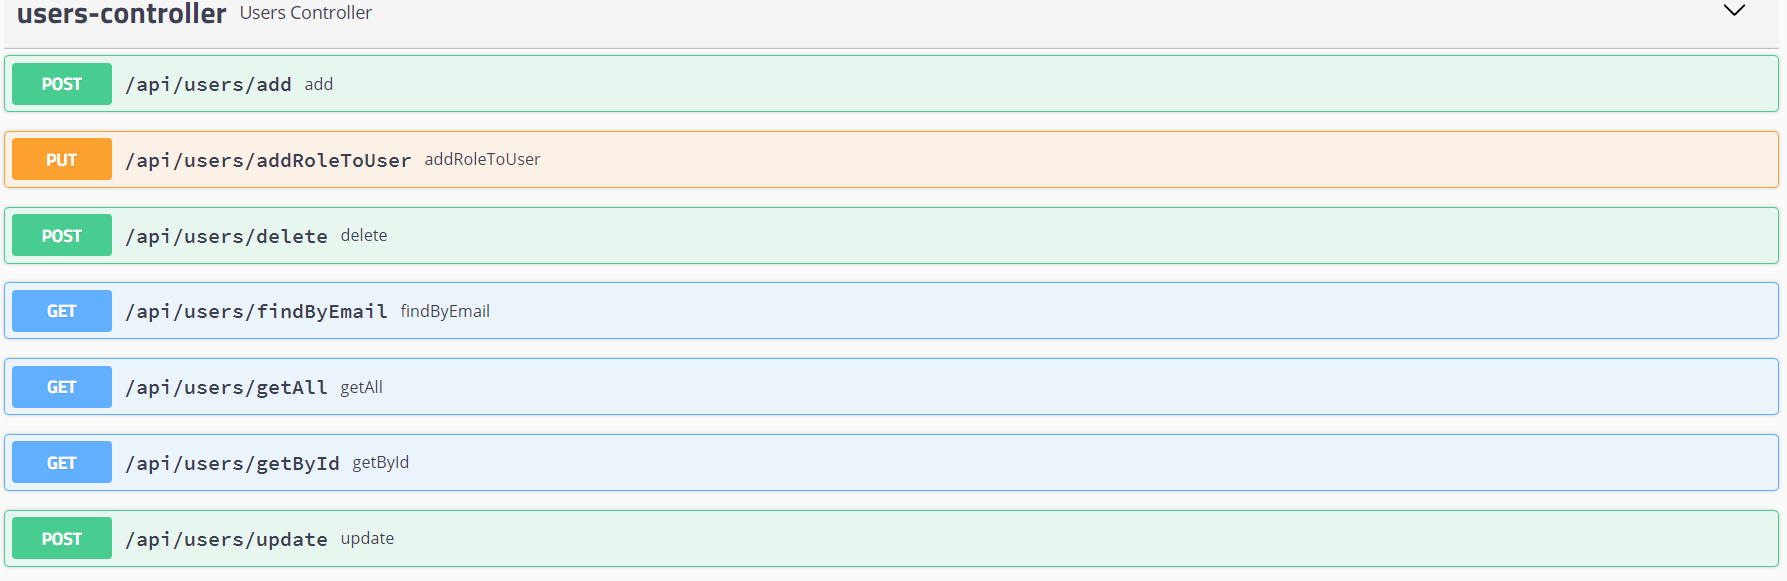 users-controller Users Controller
POST /api/users/add add
PUT /api/users/addRoleToUser addRoleToUser
POST /api/users/delete delete
GET /api/users/findByEmail findByEmail
GET /api/users/getAll getAll
GET /api/users/getById getById
POST /api/users/update update